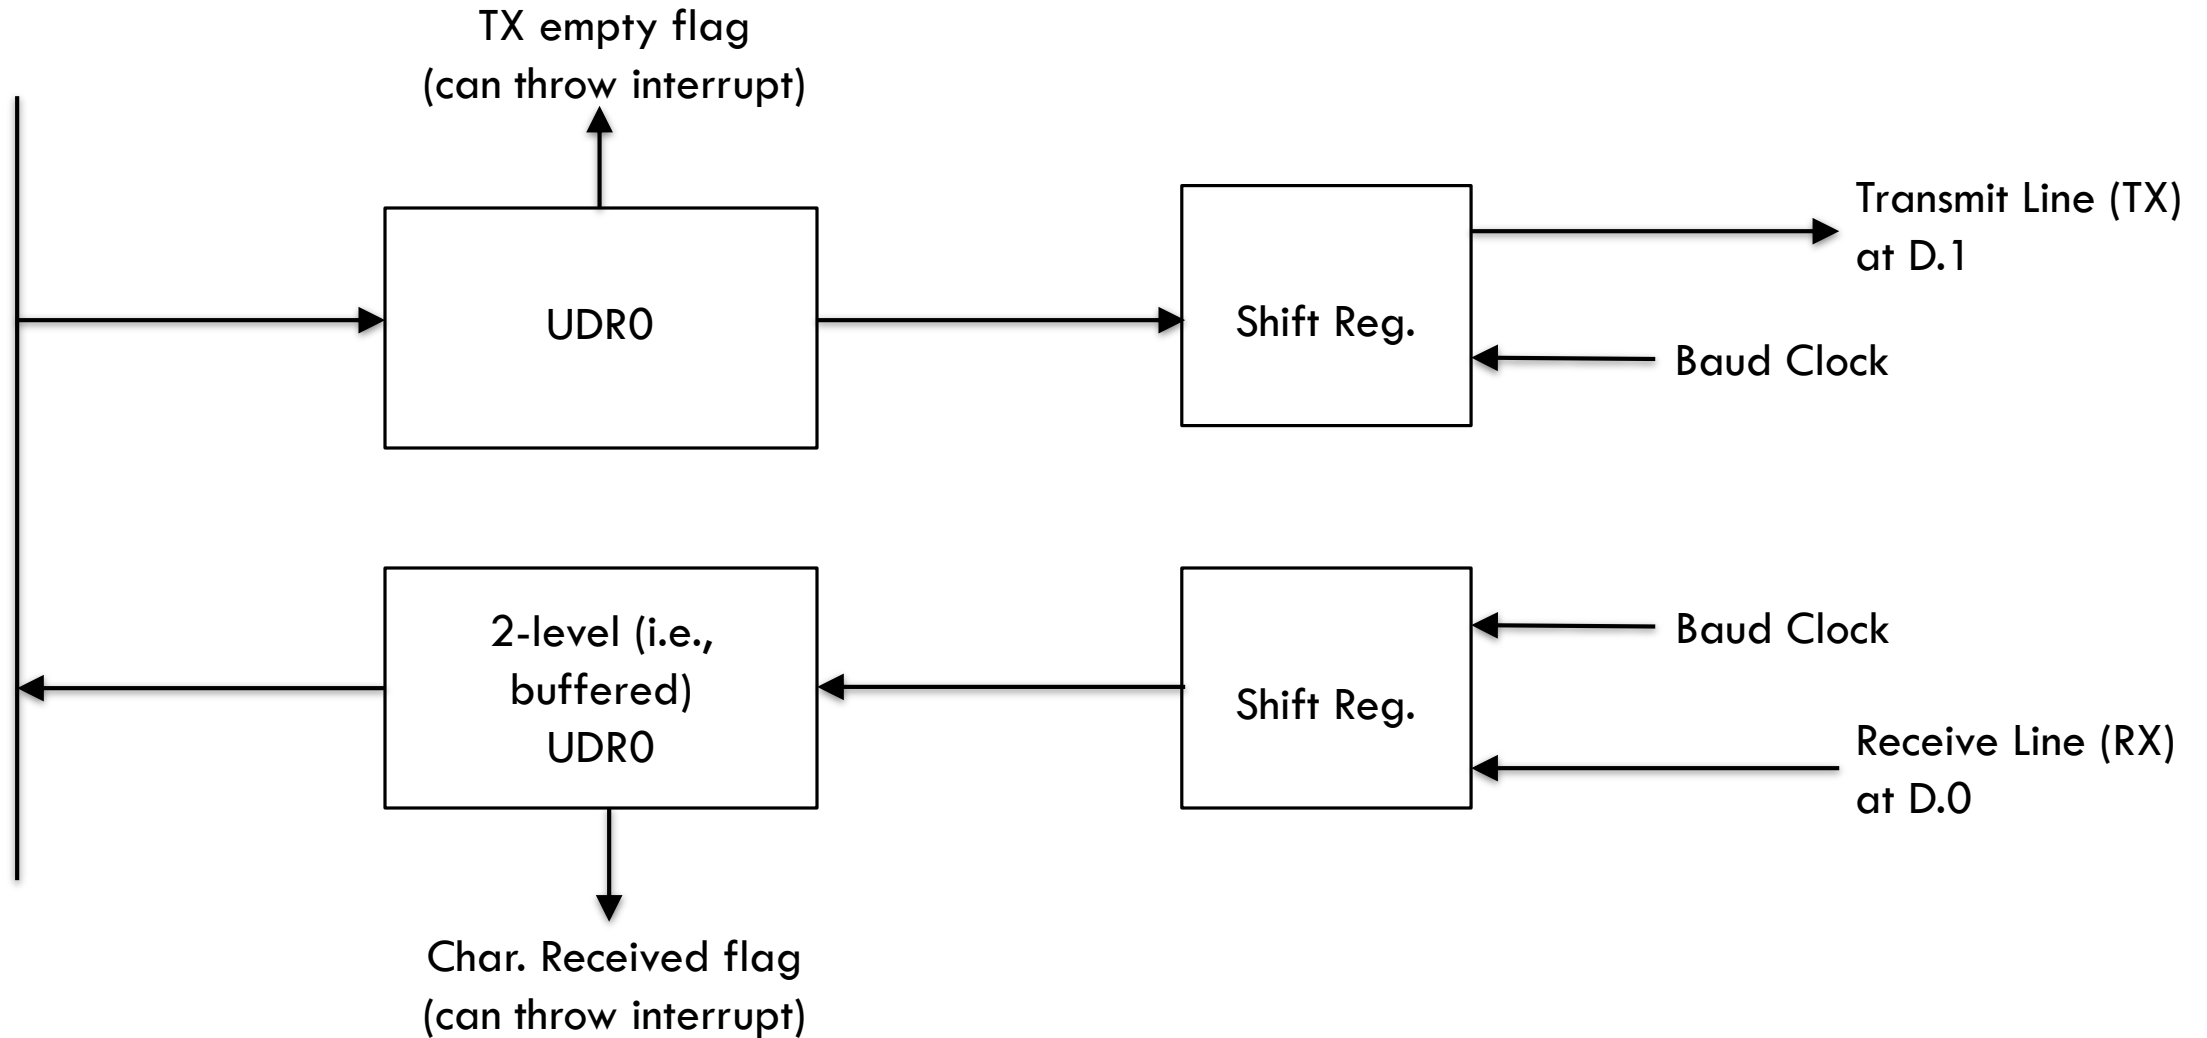 TX empty flag
(can throw interrupt)
UDR0
Shift Reg.
Transmit Line (TX)
at D.1
Baud Clock
2-level (i.e.,
buffered)
UDR0
Shift Reg.
Baud Clock
Receive Line (RX)
at D.0
Char. Received flag
(can throw interrupt)